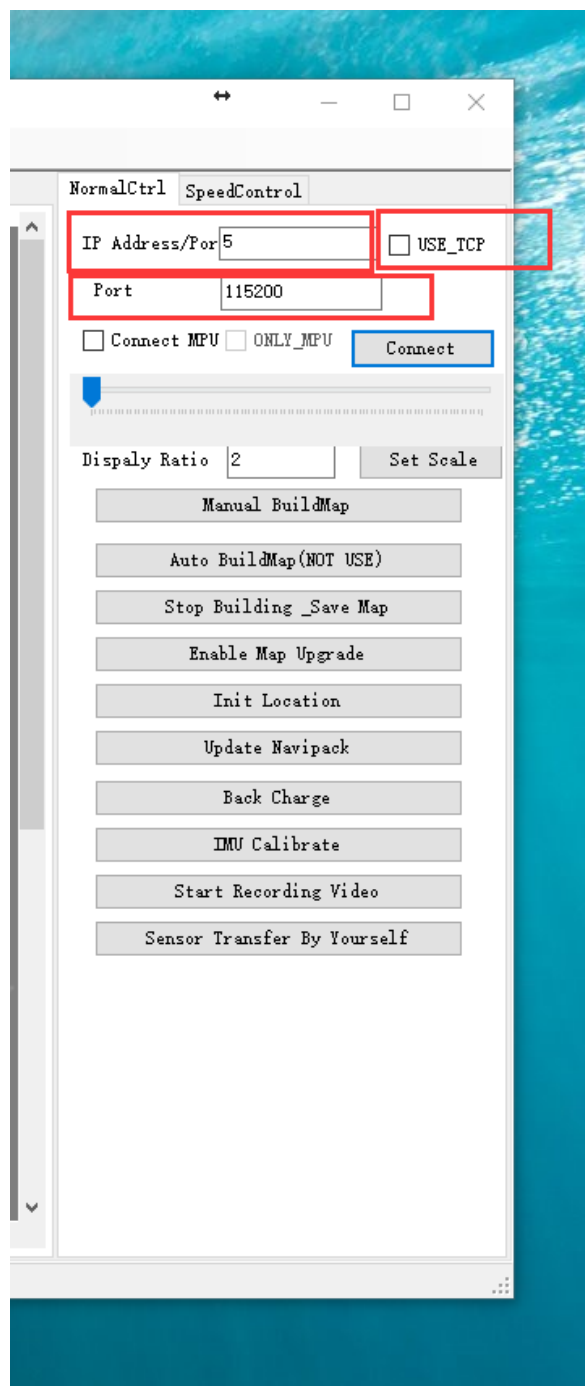 NormalCtrl SpeedControl
IP Address/Por 5 USE_TCP
Port 115200
Connect MPU ONLY_MPU Connect
Dispaly Ratio 2 Set Scale
Manual BuildMap
Auto BuildMap(NOT USE)
Stop Building _Save Map
Enable Map Upgrade
Init Location
Update Navipack
Back Charge
IMU Calibrate
Start Recording Video
Sensor Transfer By Yourself